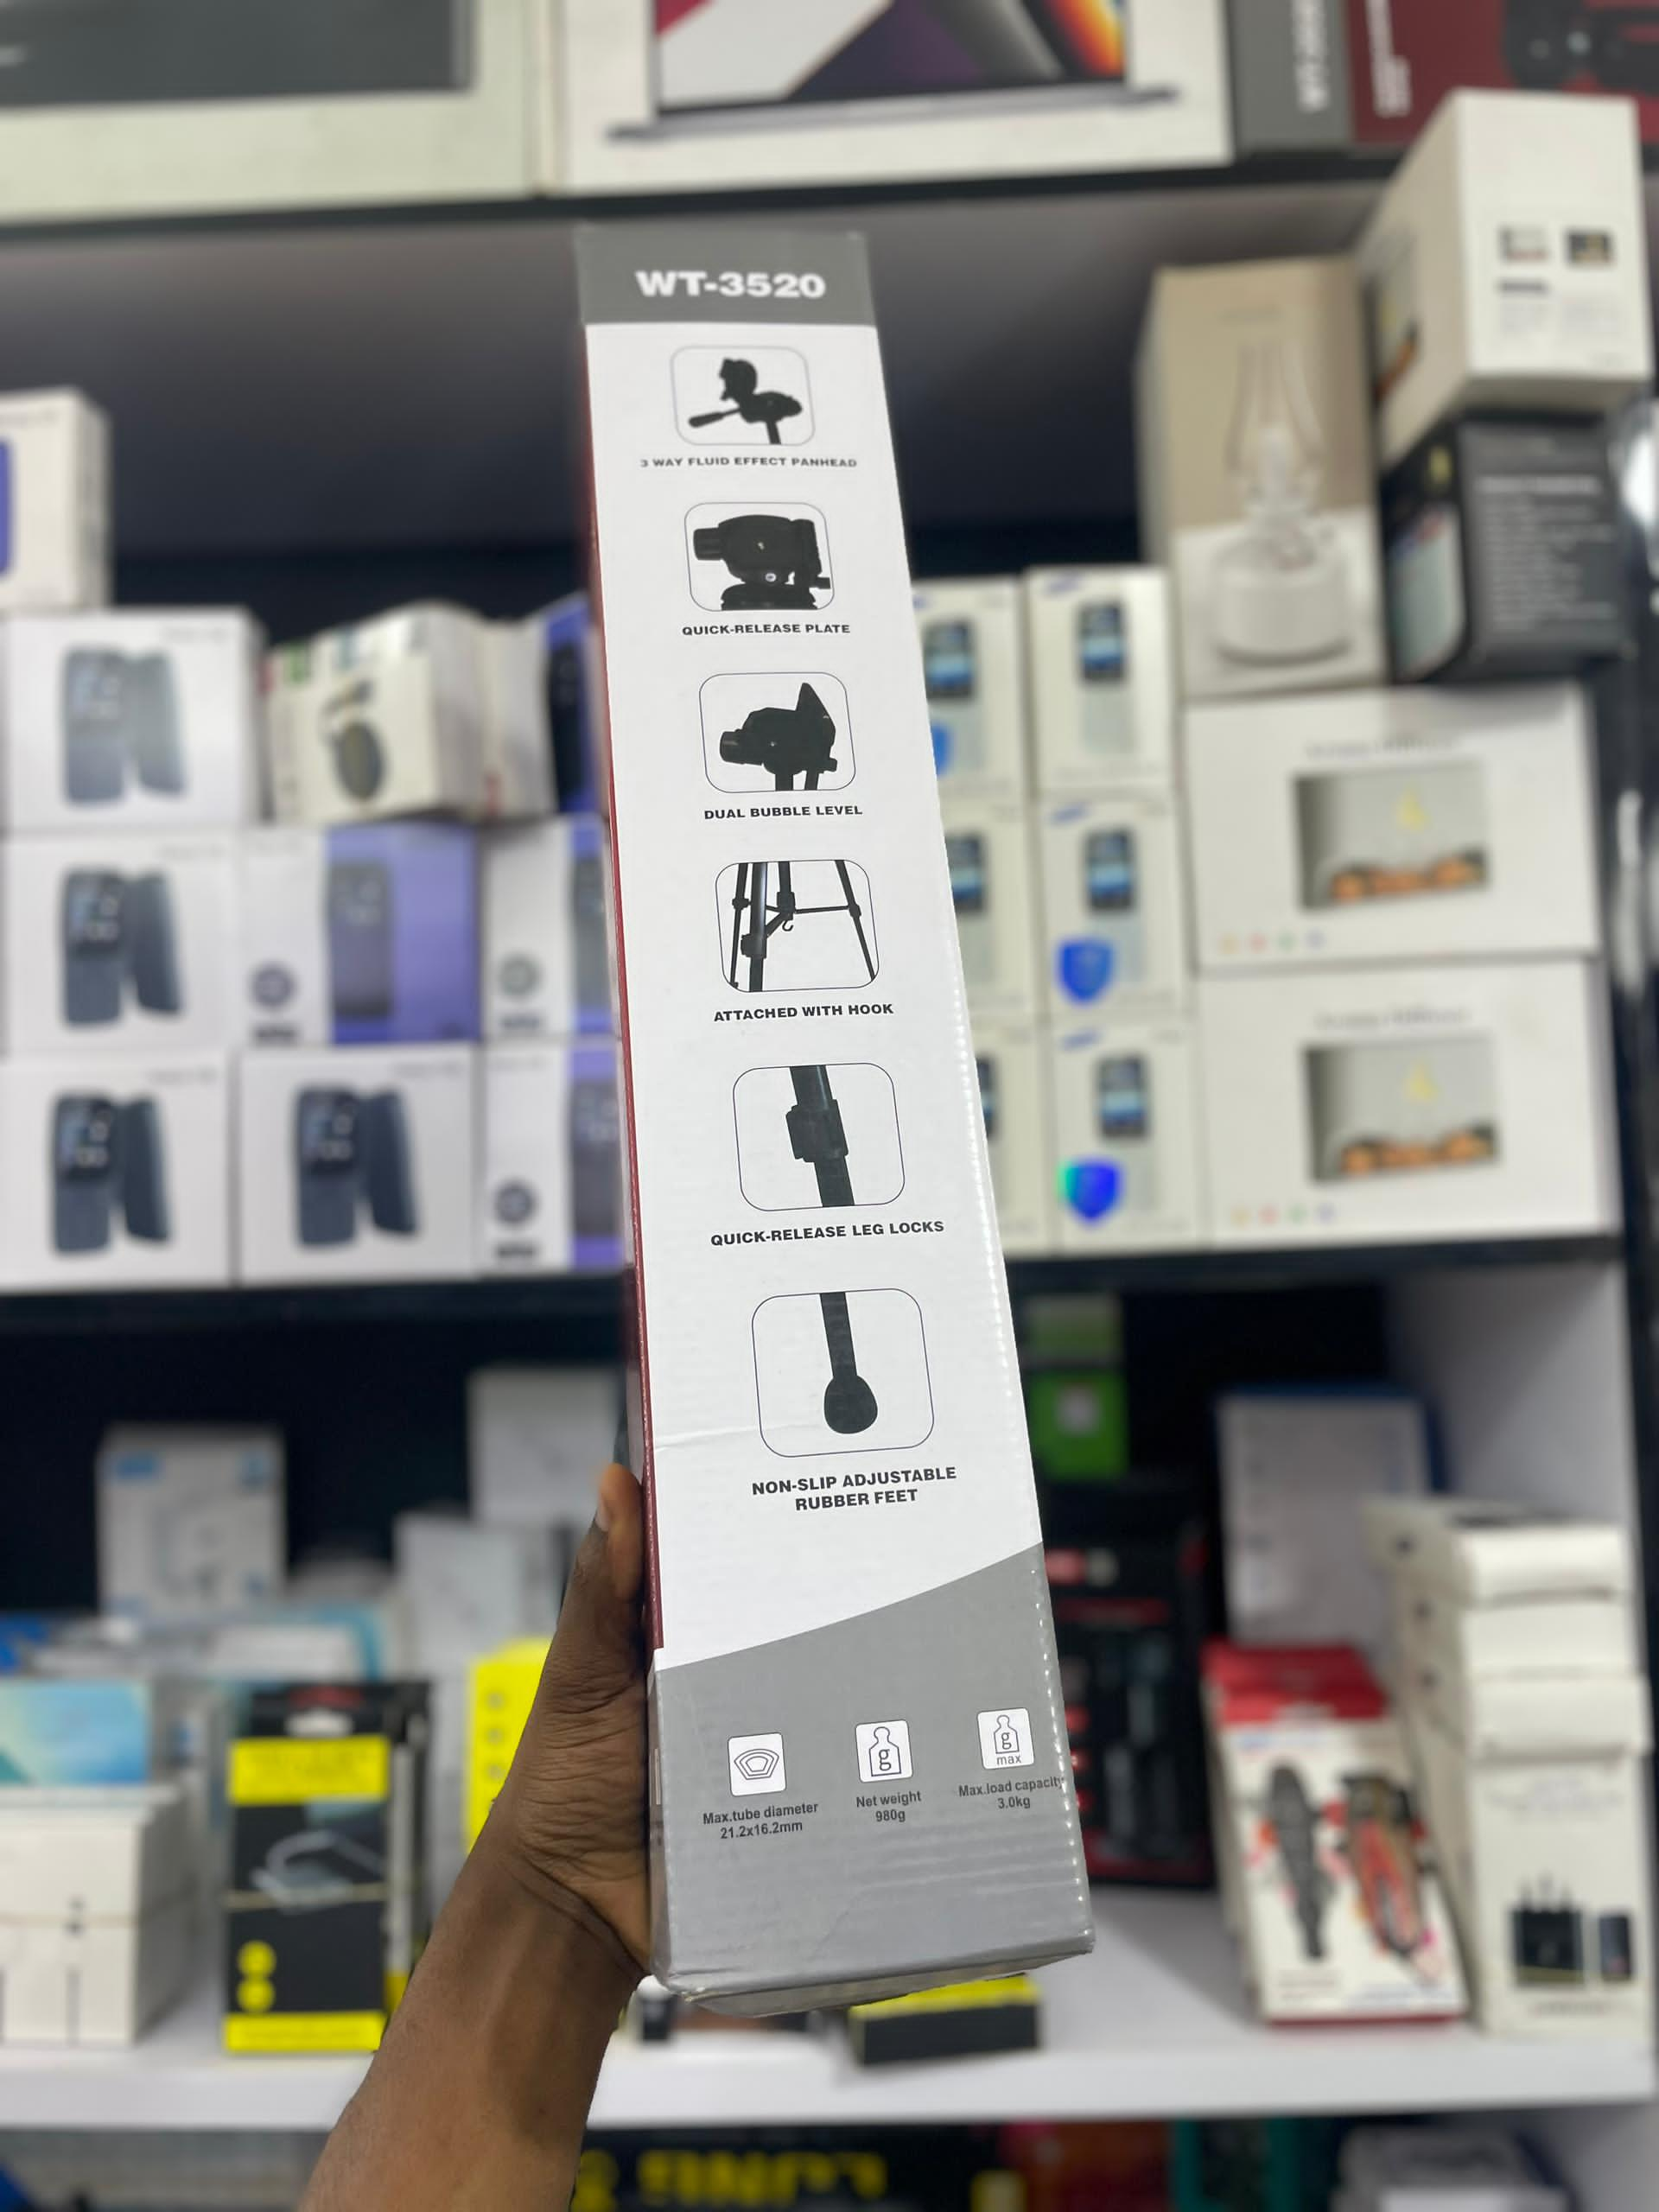 WT-3520
3 WAY FLUID EFFECT PANHEAD
QUICK-RELEASE PLATE
DUAL BUBBLE LEVEL
ATTACHED WITH HOOK
QUICK-RELEASE LEG LOCKS
NON-SLIP ADJUSTABLE
RUBBER FEET
g
g
max
Max.tube diameter
21.2x16.2mm
Net weight
980g
Max.load capacity
3.0kg